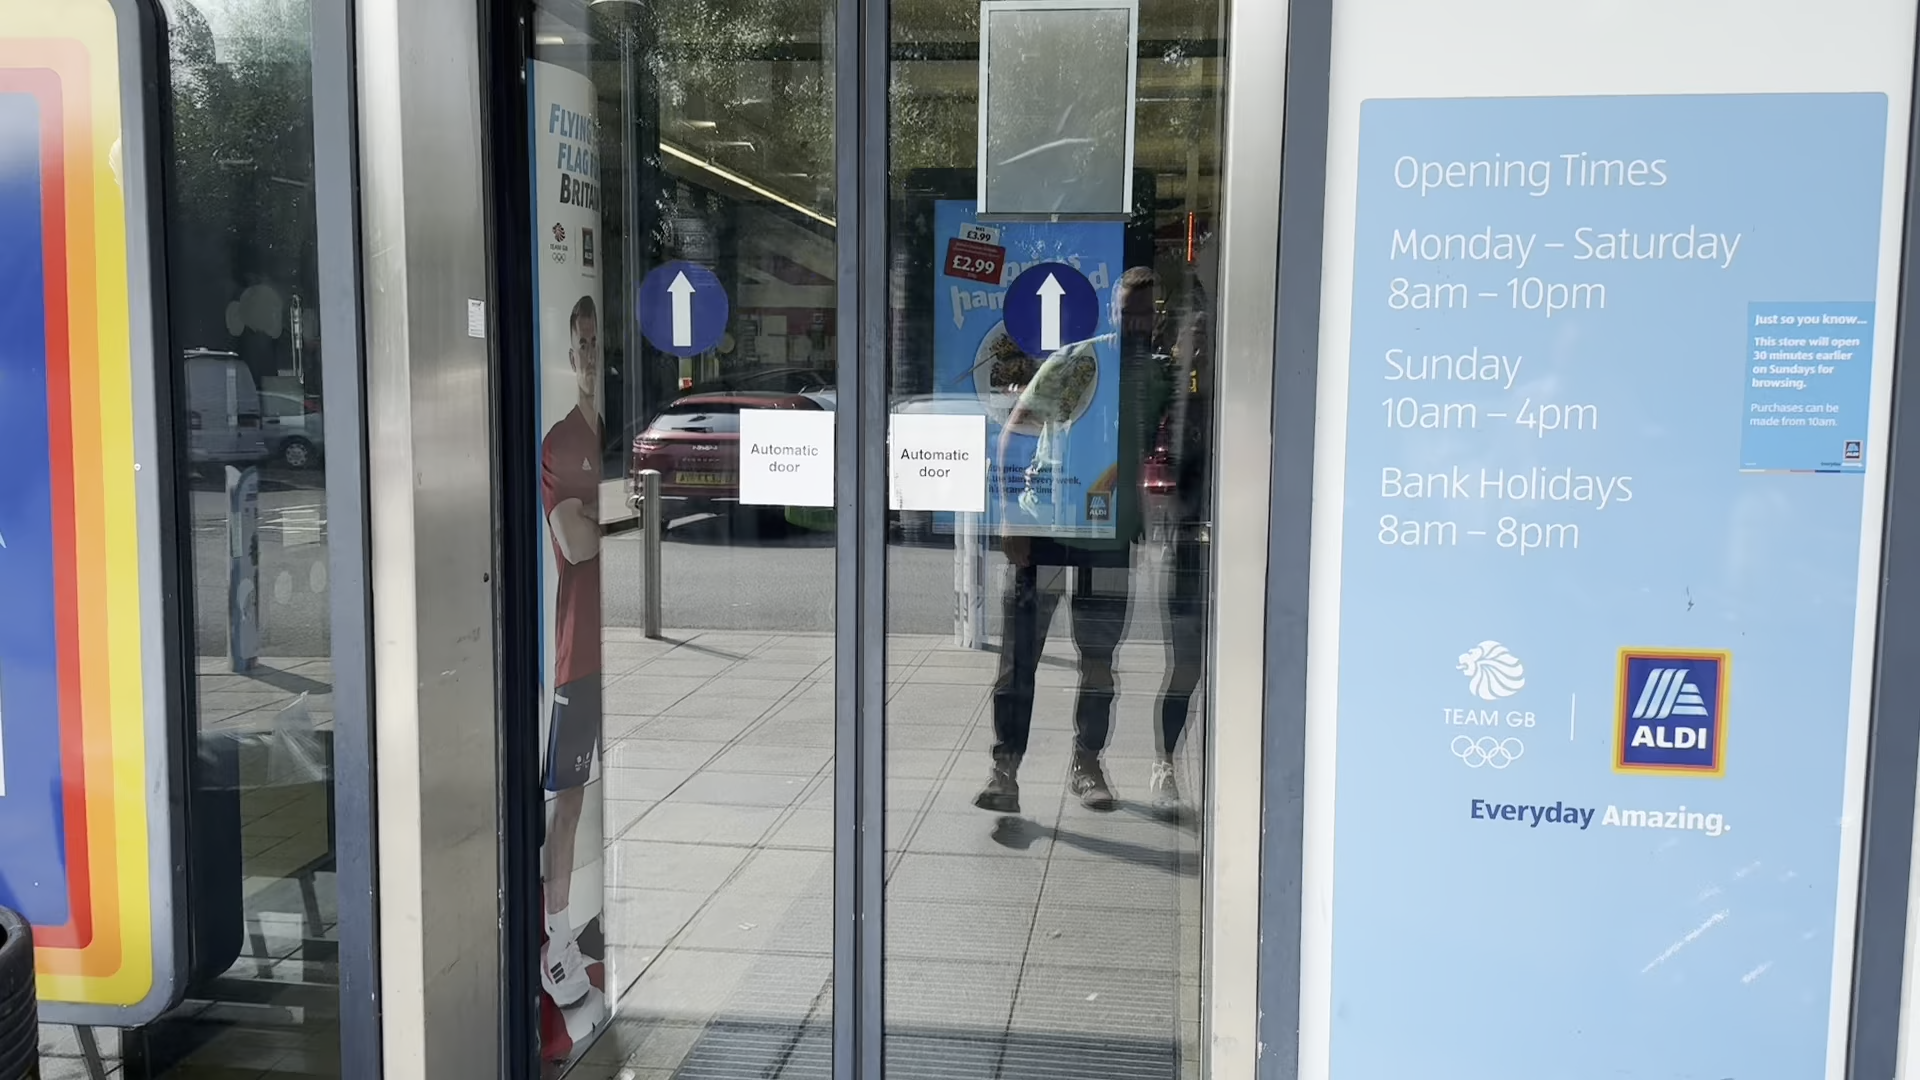 FLYING
FLAG
BRITAIN
TEAM GB
ALDI
£3.99
£2.99
Automatic
door
Automatic
door
ALDI
Opening Times
Monday – Saturday
8am – 10pm
Sunday
10am – 4pm
Bank Holidays
8am – 8pm
Just so you know...
This store will open
30 minutes earlier
on Sundays for
browsing.
Purchases can be
made from 10am.
TEAM GB
ALDI
Everyday Amazing.